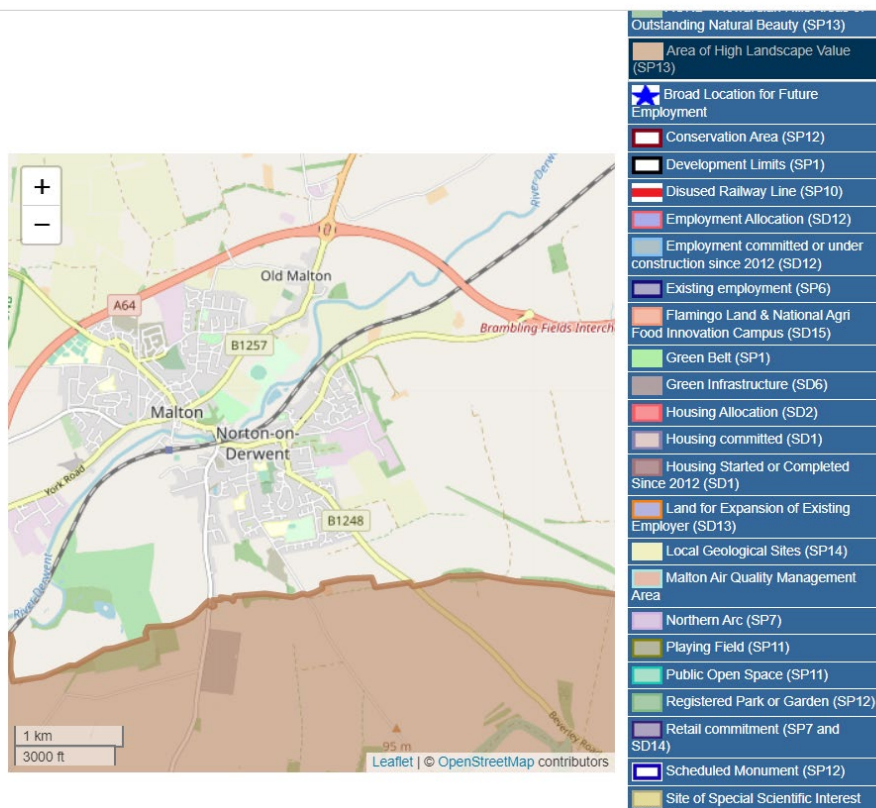 Outstanding Natural Beauty (SP13)
Area of High Landscape Value
(SP13)
Broad Location for Future
Employment
Conservation Area (SP12)
Development Limits (SP1)
Disused Railway Line (SP10)
Employment Allocation (SD12)
Employment committed or under
construction since 2012 (SD12)
Existing employment (SP6)
Flamingo Land & National Agri
Food Innovation Campus (SD15)
Green Belt (SP1)
Green Infrastructure (SD6)
Housing Allocation (SD2)
Housing committed (SD1)
Housing Started or Completed
Since 2012 (SD1)
Land for Expansion of Existing
Employer (SD13)
Local Geological Sites (SP14)
Malton Air Quality Management
Area
Northern Arc (SP7)
Playing Field (SP11)
Public Open Space (SP11)
Registered Park or Garden (SP12)
Retail commitment (SP7 and
SD14)
Scheduled Monument (SP12)
Site of Special Scientific Interest
+
−
River Derwent
Old Malton
A64
Brambling Fields Interch
B1257
Malton
Norton-on-
Derwent
York Road
B1248
River Derwent
Beverley Road
95 m
1 km
3000 ft
Leaflet | © OpenStreetMap contributors